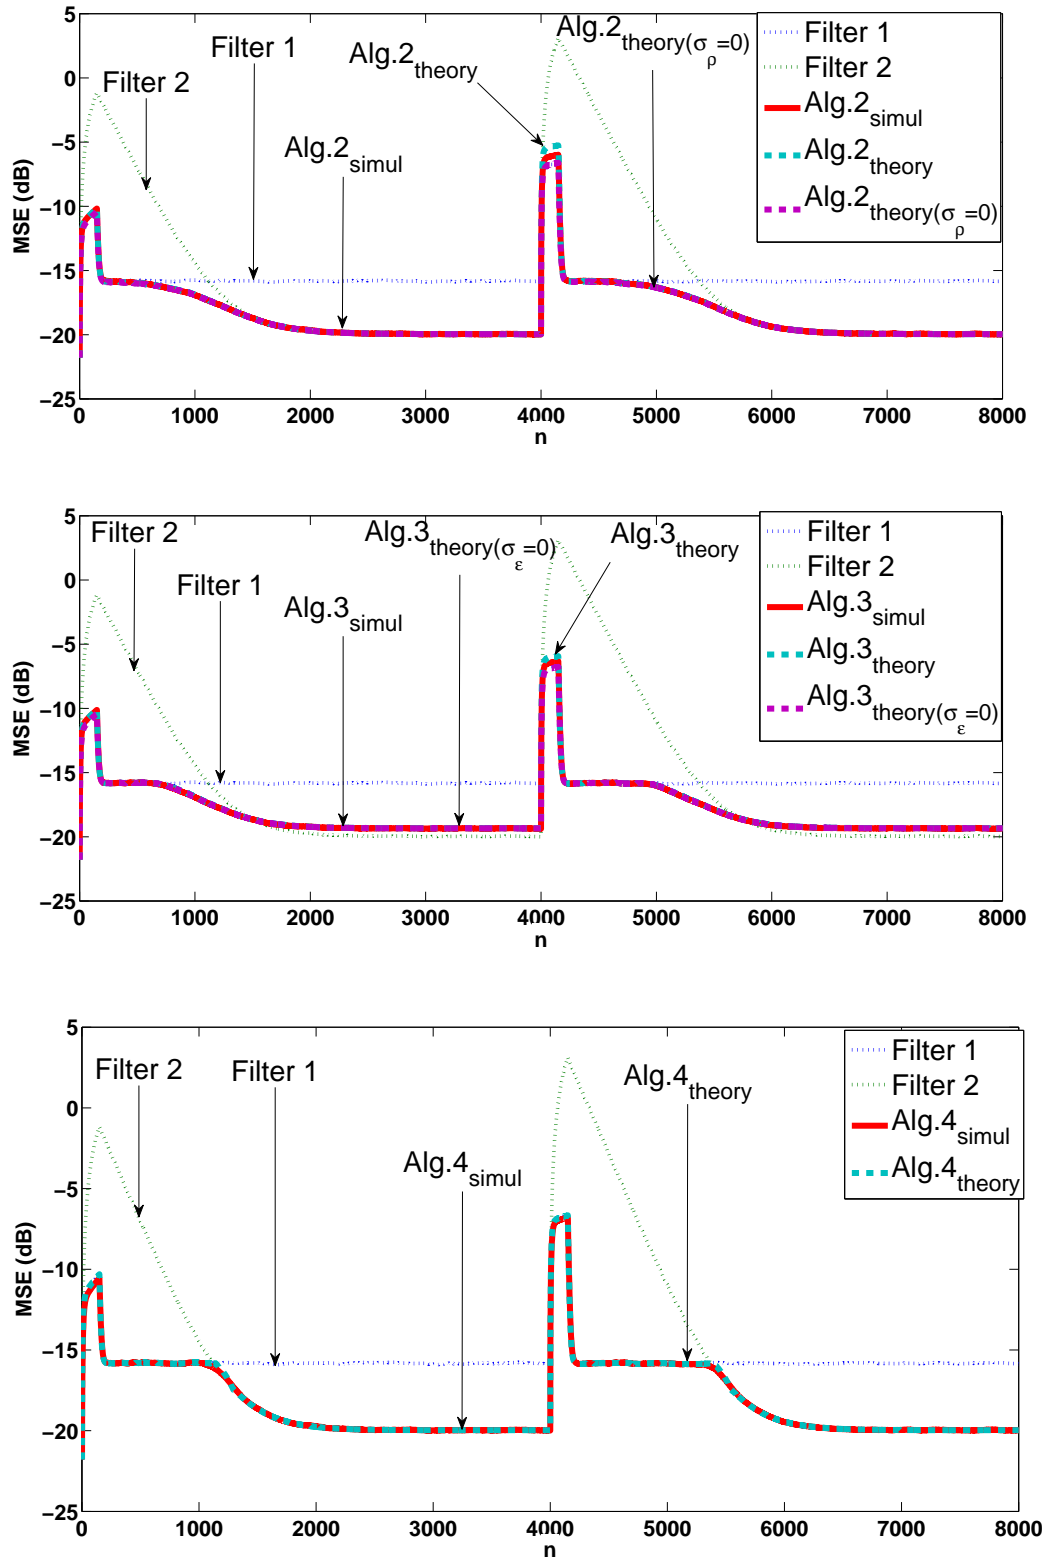 5
0
−5
−10
−15
−20
−25
MSE (dB)
0 1000 2000 3000 4000 5000 6000 7000 8000
n
Filter 2
Filter 1
Alg.2simul
Alg.2theory
Alg.2theory(σρ=0)
Filter 1
Filter 2
Alg.2simul
Alg.2theory
Alg.2theory(σρ=0)
5
0
−5
−10
−15
−20
−25
MSE (dB)
0 1000 2000 3000 4000 5000 6000 7000 8000
n
Filter 2
Filter 1
Alg.3simul
Alg.3theory(σε=0)
Alg.3theory
Filter 1
Filter 2
Alg.3simul
Alg.3theory
Alg.3theory(σε=0)
5
0
−5
−10
−15
−20
−25
MSE (dB)
0 1000 2000 3000 4000 5000 6000 7000 8000
n
Filter 2
Filter 1
Alg.4simul
Alg.4theory
Filter 1
Filter 2
Alg.4simul
Alg.4theory